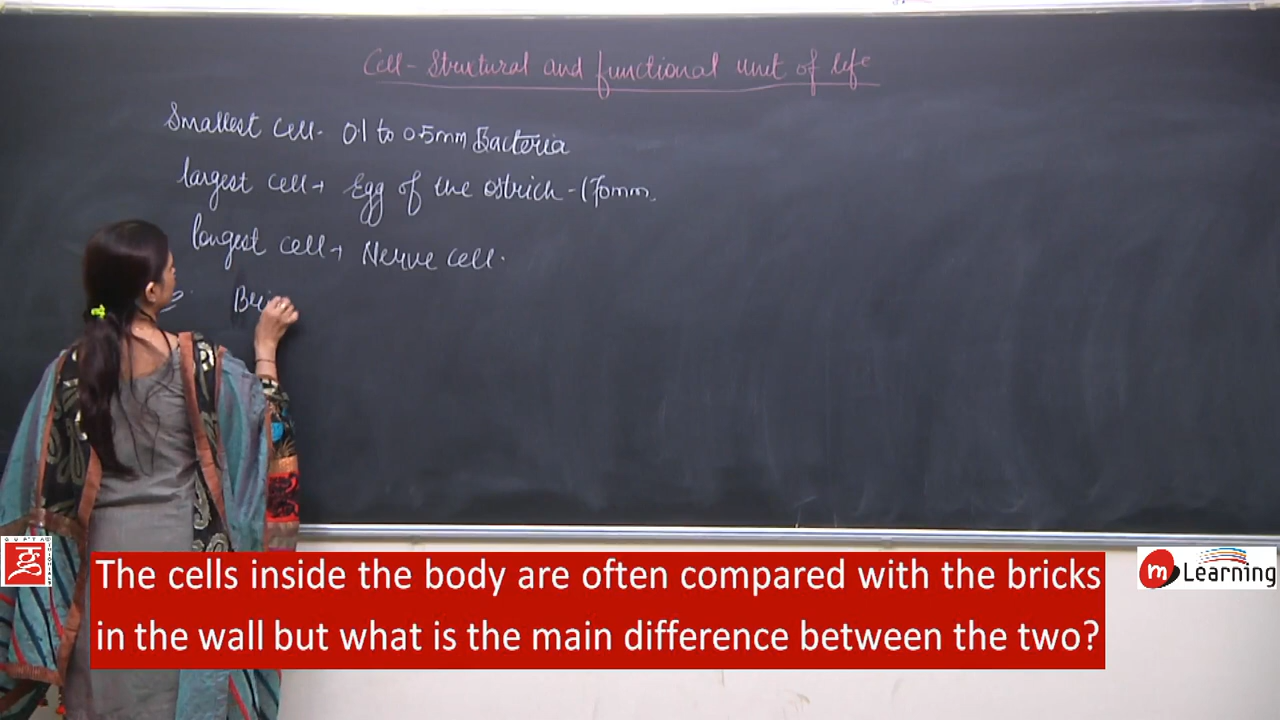 Cell - Structural and functional unit of life
Smallest Cell - 0.1 to 0.5mm Bacteria
largest cell → Egg of the ostrich - 170mm.
longest cell → Nerve cell.
Bri
GUPTA
The cells inside the body are often compared with the bricks
in the wall but what is the main difference between the two?
m Learning